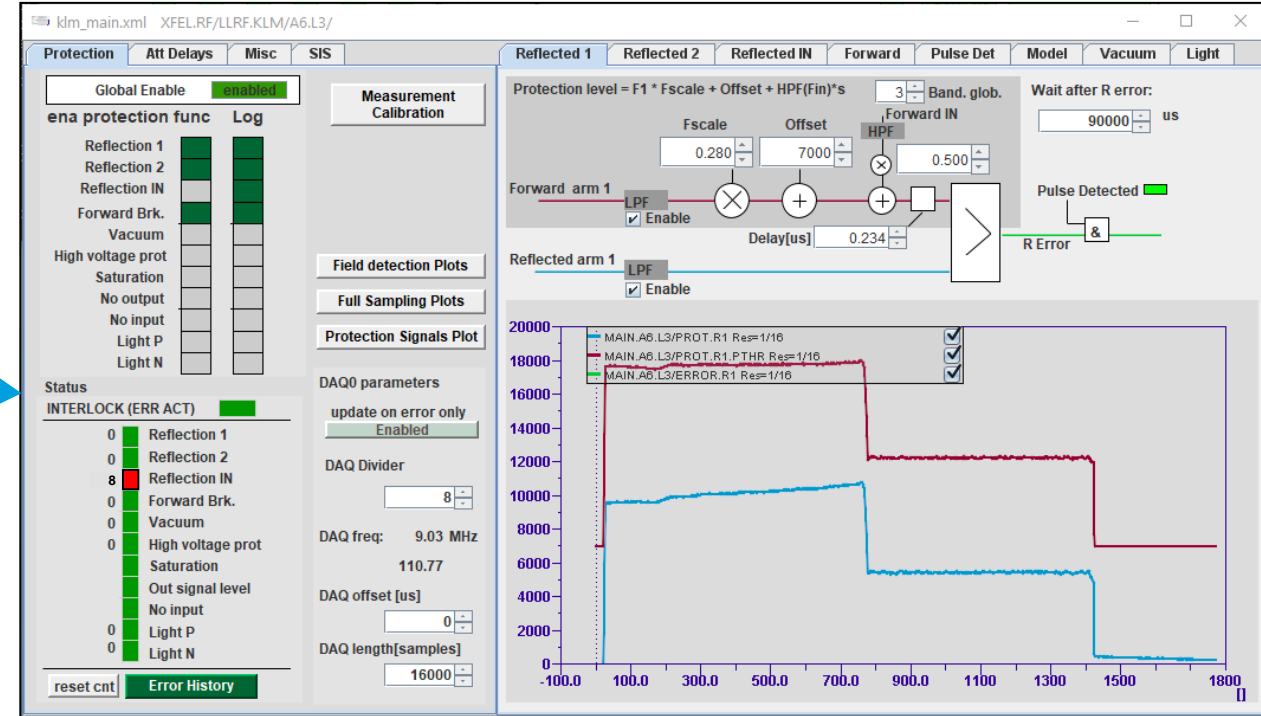 klm_main.xml XFEL.RF/LLRF.KLM/A6.L3/
Protection Att Delays Misc SIS
Global Enable enabled
ena protection func Log
Reflection 1
Reflection 2
Reflection IN
Forward Brk.
Vacuum
High voltage prot
Saturation
No output
No input
Light P
Light N
Status
INTERLOCK (ERR ACT)
0 Reflection 1
0 Reflection 2
8 Reflection IN
0 Forward Brk.
0 Vacuum
0 High voltage prot
Saturation
Out signal level
No input
0 Light P
0 Light N
reset cnt Error History
Measurement
Calibration
Field detection Plots
Full Sampling Plots
Protection Signals Plot
DAQ0 parameters
update on error only
Enabled
DAQ Divider
8
DAQ freq: 9.03 MHz
110.77
DAQ offset [us]
0
DAQ length[samples]
16000
Reflected 1 Reflected 2 Reflected IN Forward Pulse Det Model Vacuum Light
Protection level = F1 * Fscale + Offset + HPF(Fin)*s
3 Band. glob.
Wait after R error:
90000 us
Forward IN
HPF
Fscale Offset
0.280 7000 0.500
Forward arm 1
LPF
Enable
Delay[us] 0.234
Pulse Detected
&
R Error
Reflected arm 1
LPF
Enable
MAIN.A6.L3/PROT.R1 Res=1/16
MAIN.A6.L3/PROT.R1.PTHR Res=1/16
MAIN.A6.L3/ERROR.R1 Res=1/16
20000
18000
16000
14000
12000
10000
8000
6000
4000
2000
0
-100.0 100.0 300.0 500.0 700.0 900.0 1100 1300 1500 1800
[]